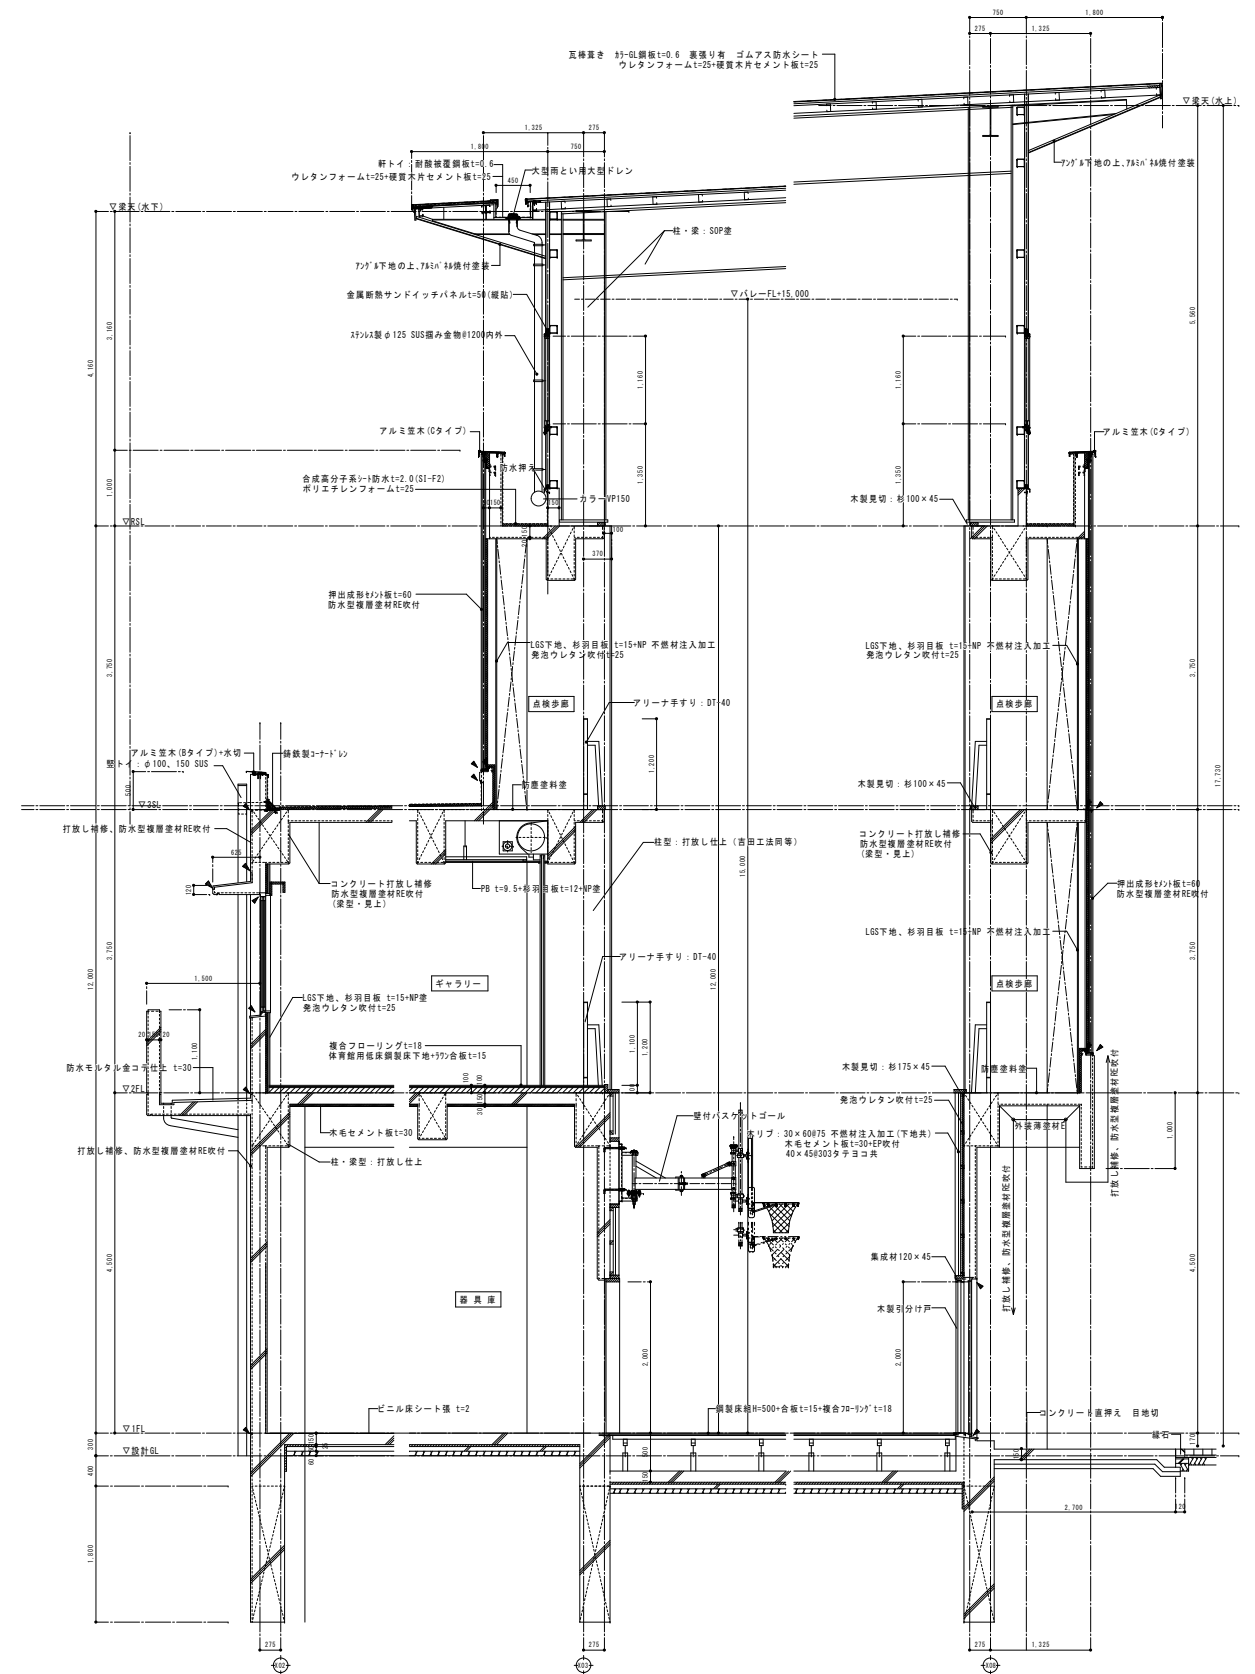 750
1,800
275
1,325
瓦棒葺き カラーGL鋼板t=0.6 裏張り有 ゴムアス防水シート
ウレタンフォームt=25+硬質木片セメント板t=25
▽梁天(水上)
1,325
275
1,800
750
軒トイ：耐酸被覆鋼板t=0.6
ウレタンフォームt=25+硬質木片セメント板t=25
450
大型雨とい用大型ドレン
アングル下地の上、アルミパネル焼付塗装
▽梁天(水下)
柱・梁：SOP塗
アングル下地の上、アルミパネル焼付塗装
金属断熱サンドイッチパネルt=50(縦貼)
▽バレーFL+15,000
ステンレス製φ125 SUS掴み金物@1200内外
3,160
4,160
5,560
1,160
1,160
アルミ笠木(Cタイプ)
アルミ笠木(Cタイプ)
防水押え
合成高分子系シート防水t=2.0(SI-F2)
ポリエチレンフォームt=25
カラーVP150
1,350
1,350
1,000
木製見切：杉100×45
▽RSL
150
150
100
370
押出成形セメント板t=60
防水型複層塗材RE吹付
LGS下地、杉羽目板 t=15+NP 不燃材注入加工
発泡ウレタン吹付t=25
LGS下地、杉羽目板 t=15+NP 不燃材注入加工
発泡ウレタン吹付t=25
3,750
3,750
点検歩廊
アリーナ手すり：DT-40
点検歩廊
1,200
17,730
アルミ笠木(Bタイプ)+水切
鋳鉄製コーナードレン
竪トイ：φ100、150 SUS
500
防塵塗料塗
木製見切：杉100×45
▽3SL
打放し補修、防水型複層塗材RE吹付
625
120
コンクリート打放し補修
防水型複層塗材RE吹付
(梁型・見上)
PB t=9.5+杉羽目板t=12+NP塗
柱型：打放し仕上（吉田工法同等）
15,000
コンクリート打放し補修
防水型複層塗材RE吹付
(梁型・見上)
押出成形セメント板t=60
防水型複層塗材RE吹付
LGS下地、杉羽目板 t=15+NP 不燃材注入加工
発泡ウレタン吹付t=25
3,750
12,000
3,750
12,000
1,500
ギャラリー
アリーナ手すり：DT-40
点検歩廊
LGS下地、杉羽目板 t=15+NP塗
発泡ウレタン吹付t=25
1,100
複合フローリングt=18
体育館用低床鋼製床下地+ラワン合板t=15
1,100
1,200
防水モルタル金コテ仕上 t=30
木製見切：杉175×45
防塵塗料塗
▽2FL
発泡ウレタン吹付t=25
壁付バスケットゴール
外装薄塗材E
木毛セメント板t=30
木リブ：30×60@75 不燃材注入加工(下地共)
木毛セメント板t=30+EP吹付
40×45@303タテヨコ共
打放し補修、防水型複層塗材RE吹付
柱・梁型：打放し仕上
1,000
打放し補修、防水型複層塗材RE吹付
打放し補修、防水型複層塗材RE吹付
4,500
4,500
集成材120×45
器具庫
木製引分け戸
2,000
2,000
ビニル床シート張 t=2
鋼製床組H=500+合板t=15+複合フローリングt=18
コンクリート直押え 目地切
▽1FL
縁石
300
▽設計GL
60
150
170
400
2,700
120
1,800
275
275
275
1,325
X02
X03
X08